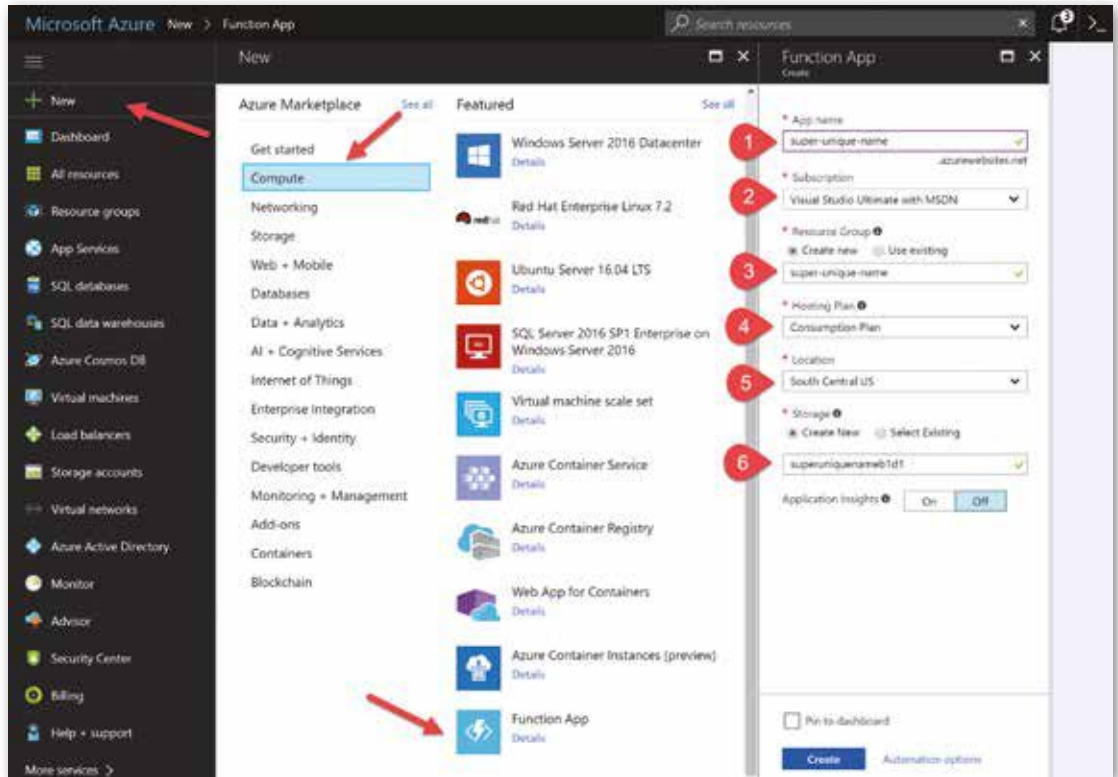 Microsoft Azure New > Function App
Search resources
3
New
Function App
Create
New
Dashboard
All resources
Resource groups
App Services
SQL databases
SQL data warehouses
Azure Cosmos DB
Virtual machines
Load balancers
Storage accounts
Virtual networks
Azure Active Directory
Monitor
Advisor
Security Center
Billing
Help + support
More services >
Azure Marketplace See all
Get started
Compute
Networking
Storage
Web + Mobile
Databases
Data + Analytics
AI + Cognitive Services
Internet of Things
Enterprise Integration
Security + Identity
Developer tools
Monitoring + Management
Add-ons
Containers
Blockchain
Featured See all
Windows Server 2016 Datacenter
Details
redhat Red Hat Enterprise Linux 7.2
Details
Ubuntu Server 16.04 LTS
Details
SQL Server 2016 SP1 Enterprise on
Windows Server 2016
Details
Virtual machine scale set
Details
Azure Container Service
Details
Azure Container Registry
Details
Web App for Containers
Details
Azure Container Instances (preview)
Details
Function App
Details
* App name
1 super-unique-name
.azurewebsites.net
* Subscription
2 Visual Studio Ultimate with MSDN
* Resource Group
Create new Use existing
3 super-unique-name
* Hosting Plan
4 Consumption Plan
* Location
5 South Central US
* Storage
Create New Select Existing
6 superuniquenameb1d1
Application Insights On Off
Pin to dashboard
Create Automation options